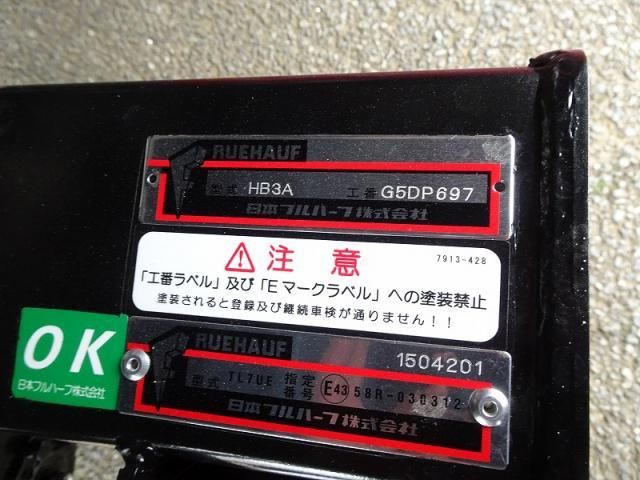 RUEHAUF
型式 HB3A 工番 G5DP697
日本フルハーフ株式会社
注意
7913-428
「工番ラベル」及び「Eマークラベル」への塗装禁止
塗装されると登録及び継続車検が通りません！！
OK
日本フルハーフ株式会社
RUEHAUF
1504201
型式 TL7UE 指定番号 E43 58R-030312
日本フルハーフ株式会社